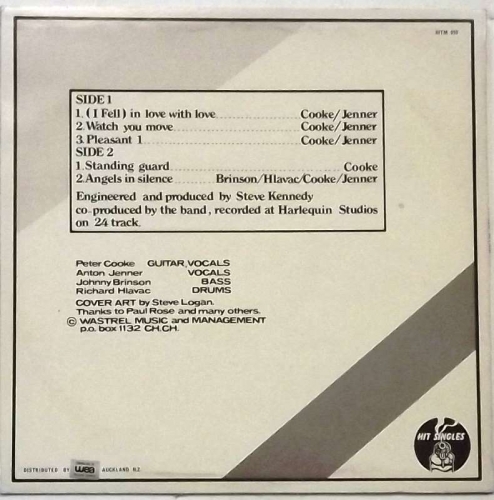 SIDE 1
1. (I Fell) in love with love Cooke/Jenner
2. Watch you move Cooke/Jenner
3. Pleasant 1 Cooke/Jenner
SIDE 2
1. Standing guard Cooke
2. Angels in silence Brinson/Hlavac/Cooke/Jenner
Engineered and produced by Steve Kennedy
co-produced by the band, recorded at Harlequin Studios
on 24 track.
Peter Cooke GUITAR, VOCALS
Anton Jenner VOCALS
Johnny Brinson BASS
Richard Hlavac DRUMS
COVER ART by Steve Logan.
Thanks to Paul Rose and many others.
© WASTREL MUSIC and MANAGEMENT
p.o. box 1132 CH.CH.
HIT SINGLES
DISTRIBUTED BY wea AUCKLAND N.Z.